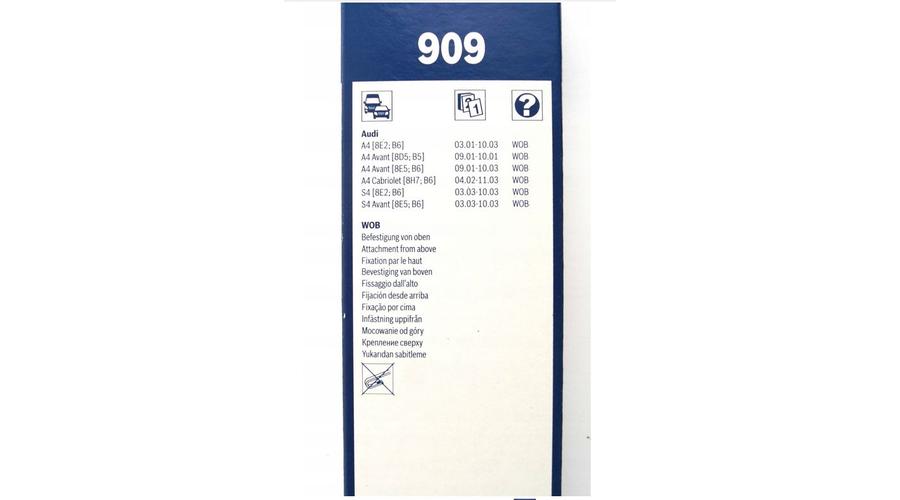 909
2 1 ?
Audi
A4 [8E2; B6] 03.01-10.03 WOB
A4 Avant [8D5; B5] 09.01-10.01 WOB
A4 Avant [8E5; B6] 09.01-10.03 WOB
A4 Cabriolet [8H7; B6] 04.02-11.03 WOB
S4 [8E2; B6] 03.03-10.03 WOB
S4 Avant [8E5; B6] 03.03-10.03 WOB
WOB
Befestigung von oben
Attachment from above
Fixation par le haut
Bevestiging van boven
Fissaggio dall'alto
Fijación desde arriba
Fixação por cima
Infästning uppifrån
Mocowanie od góry
Крепление сверху
Yukarıdan sabitleme